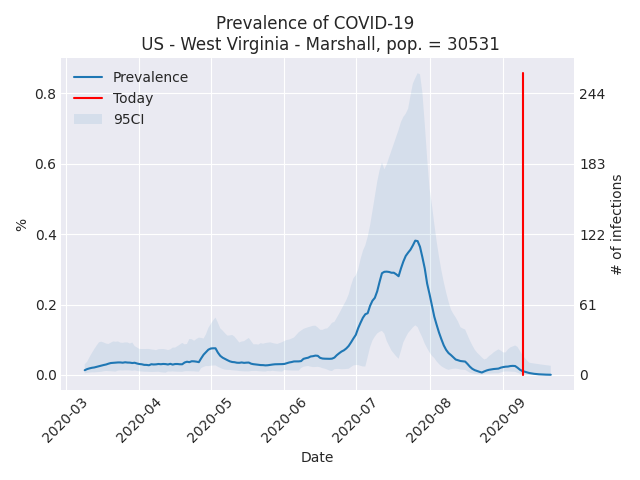 Prevalence of COVID-19
US - West Virginia - Marshall, pop. = 30531
Prevalence
Today
95CI
%
0.8
0.6
0.4
0.2
0.0
244
183
122
61
0
# of infections
2020-03
2020-04
2020-05
2020-06
2020-07
2020-08
2020-09
Date